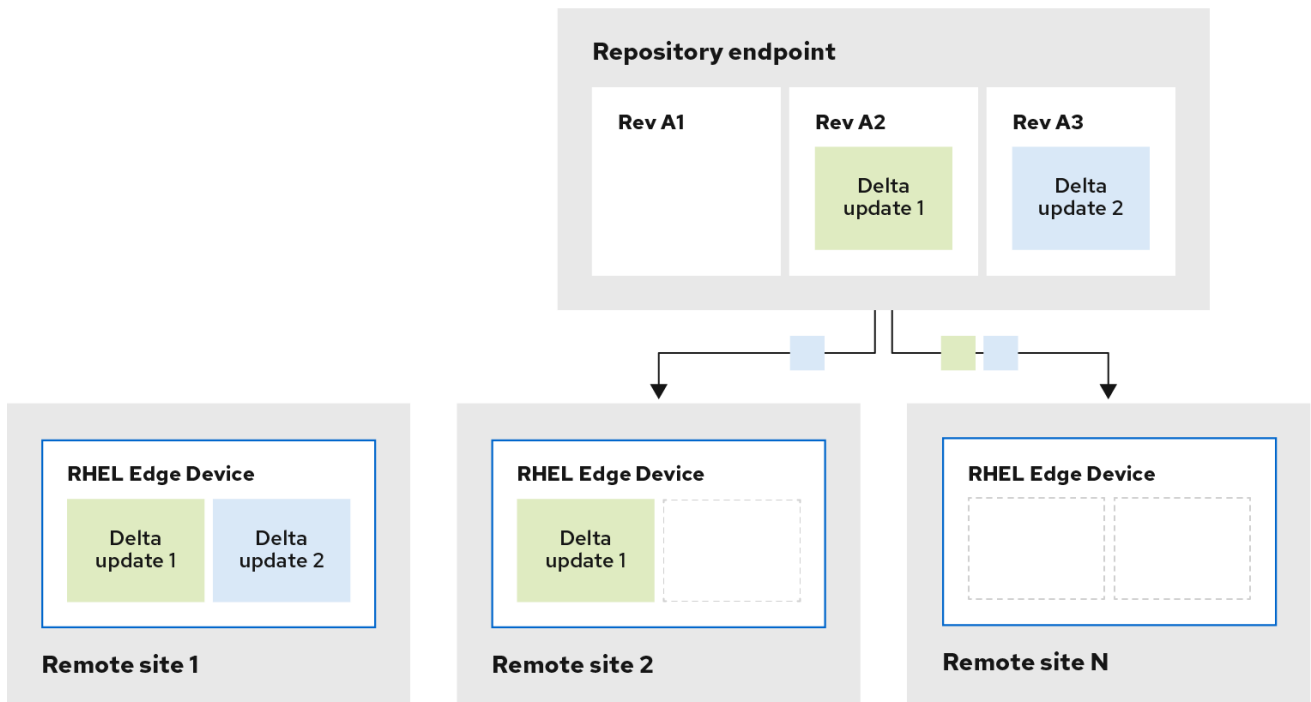 Repository endpoint
Rev A1
Rev A2
Rev A3
Delta
update 1
Delta
update 2
RHEL Edge Device
Delta
update 1
Delta
update 2
Remote site 1
RHEL Edge Device
Delta
update 1
Remote site 2
RHEL Edge Device
Remote site N